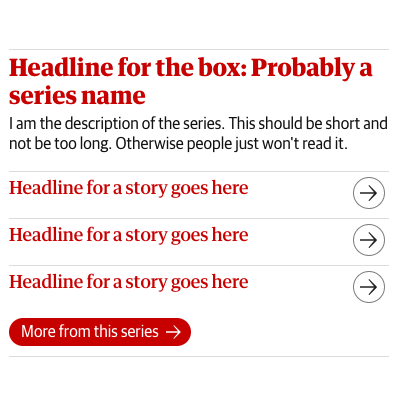 Headline for the box: Probably a
series name
I am the description of the series. This should be short and
not be too long. Otherwise people just won't read it.
Headline for a story goes here
Headline for a story goes here
Headline for a story goes here
More from this series